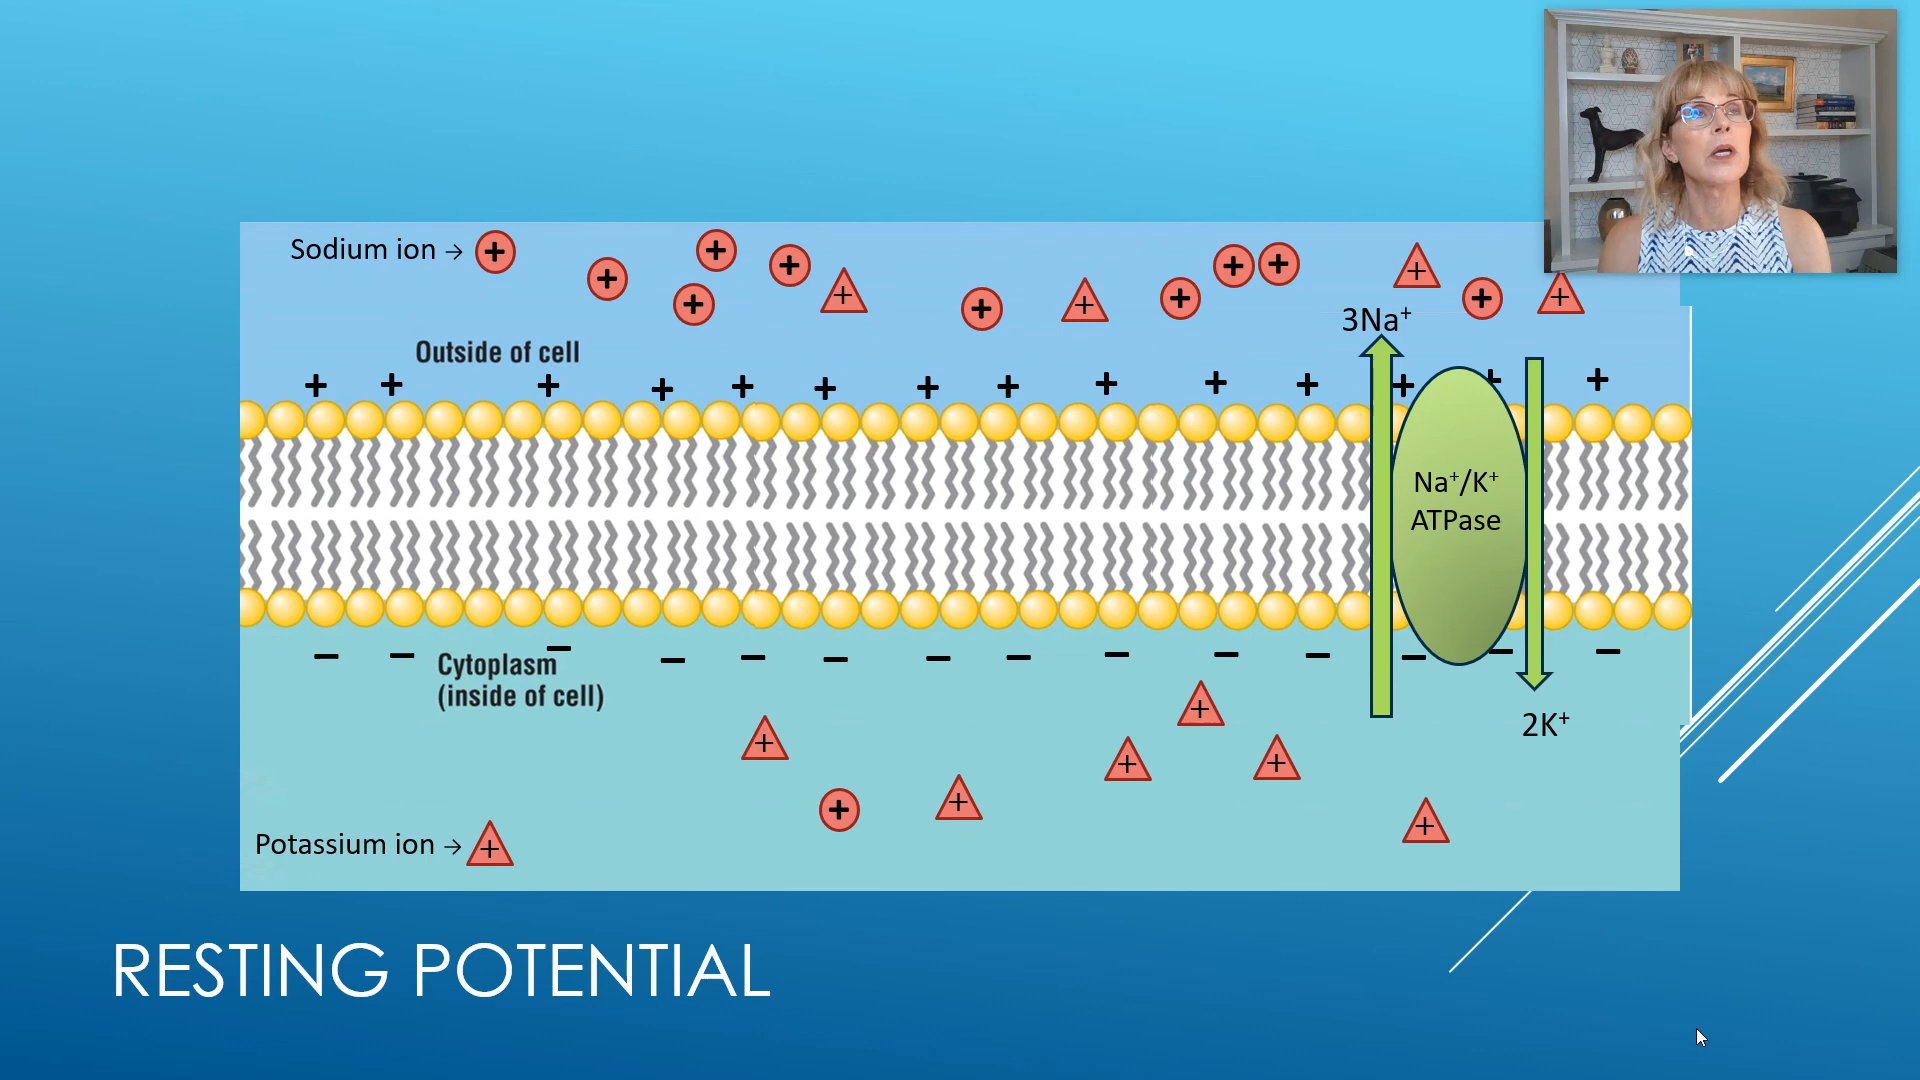 Sodium ion →
3Na⁺
Outside of cell
Na⁺/K⁺
ATPase
Cytoplasm
(inside of cell)
2K⁺
Potassium ion →
RESTING POTENTIAL